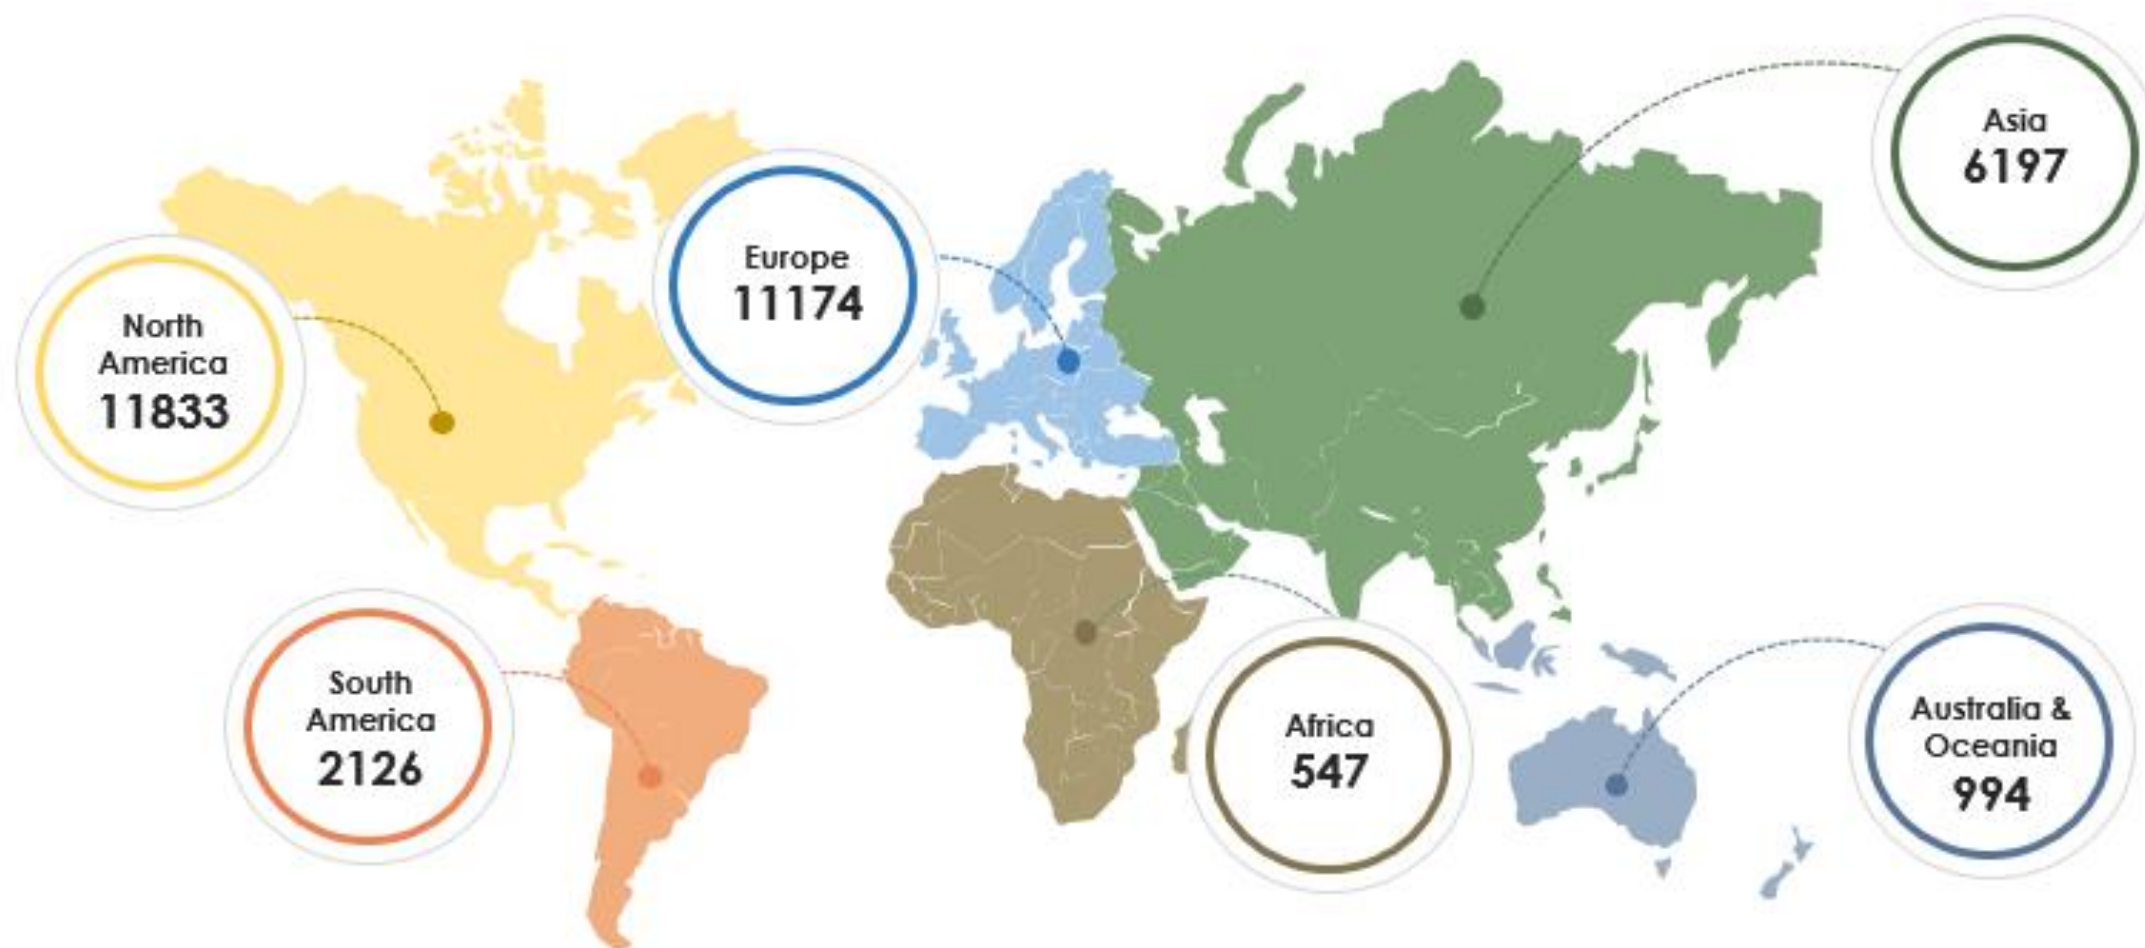 Asia
6197
Europe
11174
North
America
11833
South
America
2126
Africa
547
Australia &
Oceania
994